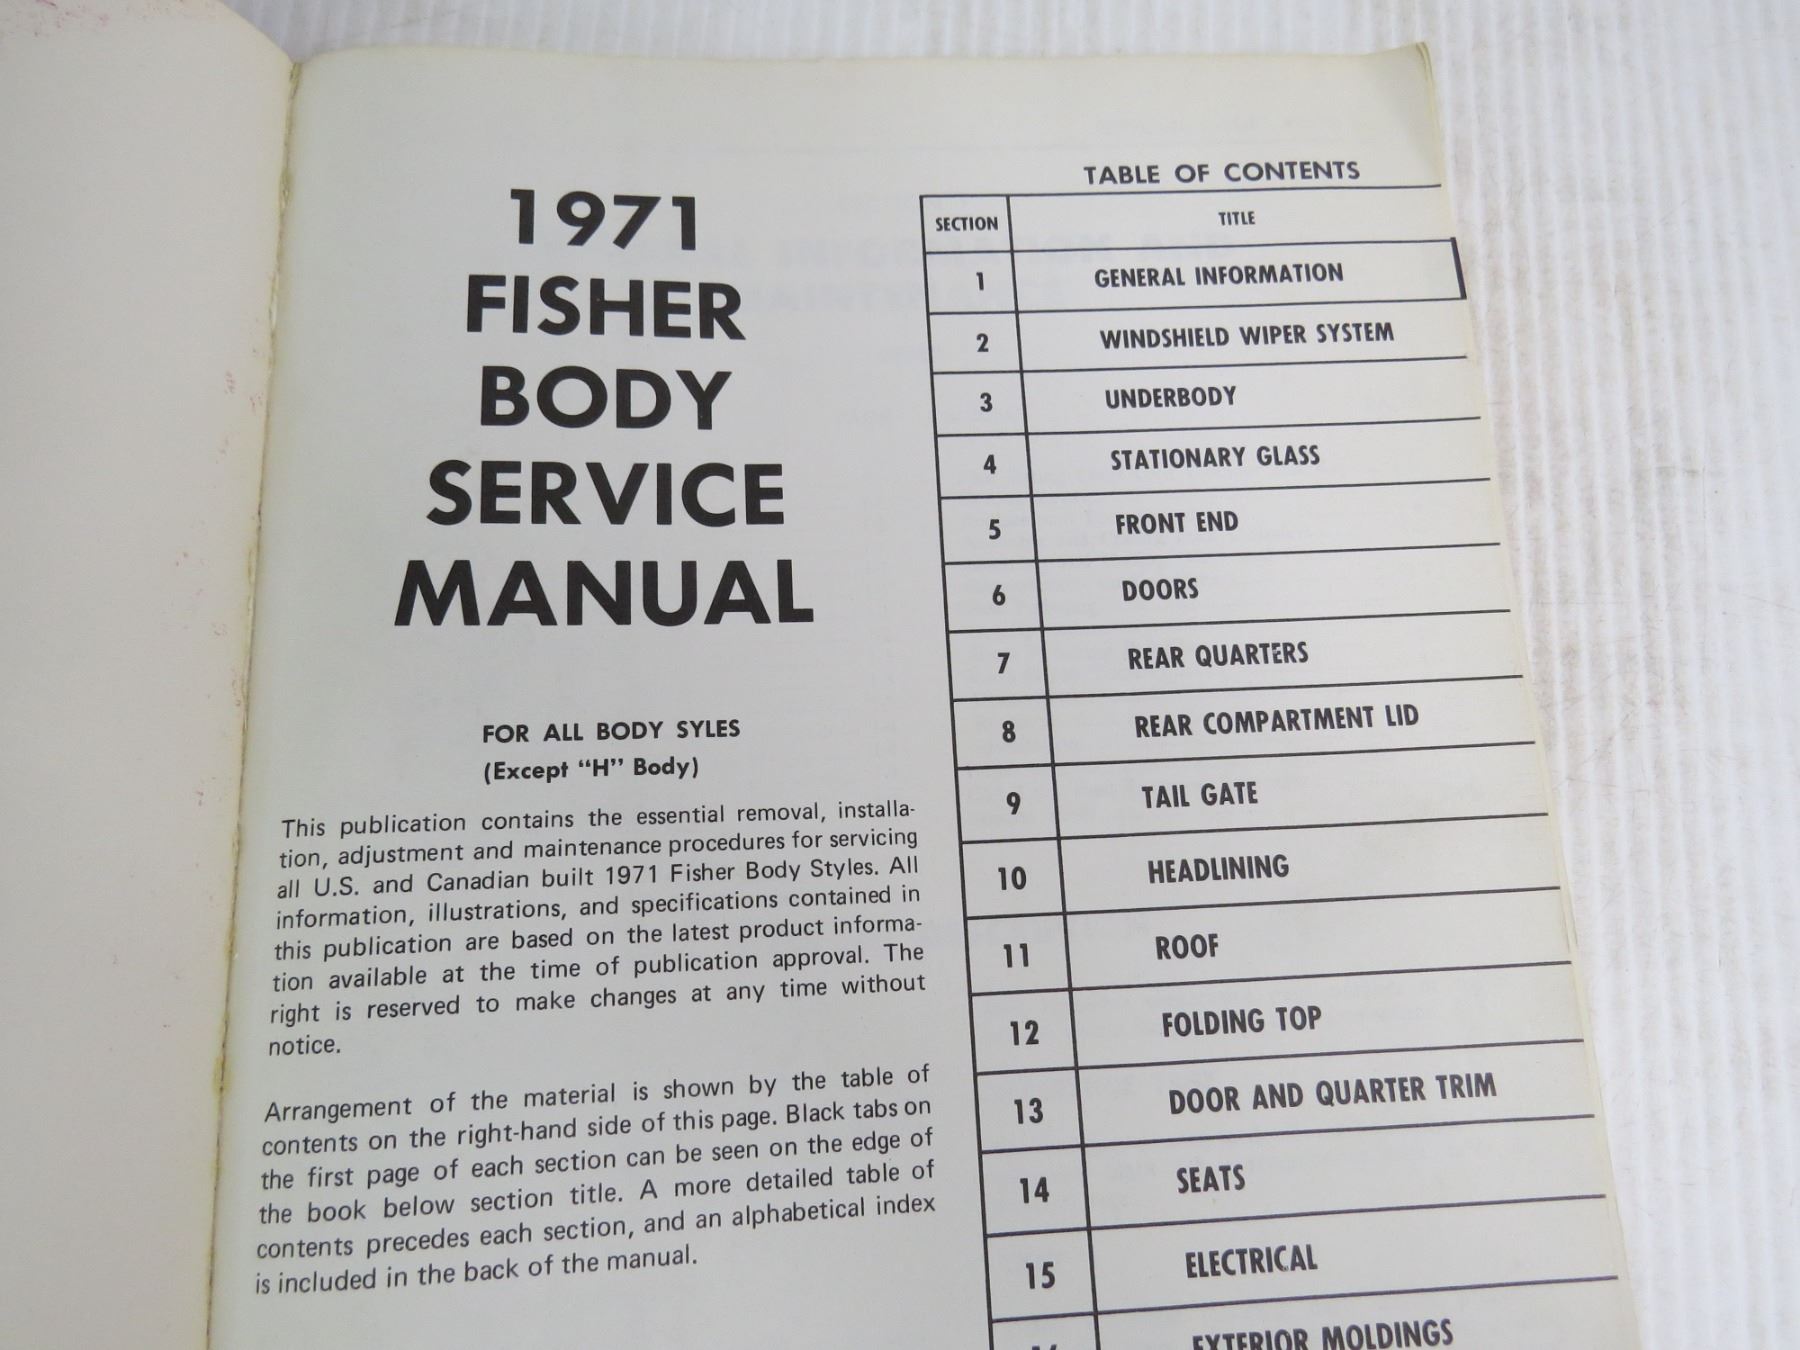 1971
FISHER
BODY
SERVICE
MANUAL
FOR ALL BODY SYLES
(Except "H" Body)
This publication contains the essential removal, installa-
tion, adjustment and maintenance procedures for servicing
all U.S. and Canadian built 1971 Fisher Body Styles. All
information, illustrations, and specifications contained in
this publication are based on the latest product informa-
tion available at the time of publication approval. The
right is reserved to make changes at any time without
notice.
Arrangement of the material is shown by the table of
contents on the right-hand side of this page. Black tabs on
the first page of each section can be seen on the edge of
the book below section title. A more detailed table of
contents precedes each section, and an alphabetical index
is included in the back of the manual.
TABLE OF CONTENTS
SECTION TITLE
1 GENERAL INFORMATION
2 WINDSHIELD WIPER SYSTEM
3 UNDERBODY
4 STATIONARY GLASS
5 FRONT END
6 DOORS
7 REAR QUARTERS
8 REAR COMPARTMENT LID
9 TAIL GATE
10 HEADLINING
11 ROOF
12 FOLDING TOP
13 DOOR AND QUARTER TRIM
14 SEATS
15 ELECTRICAL
16 EXTERIOR MOLDINGS